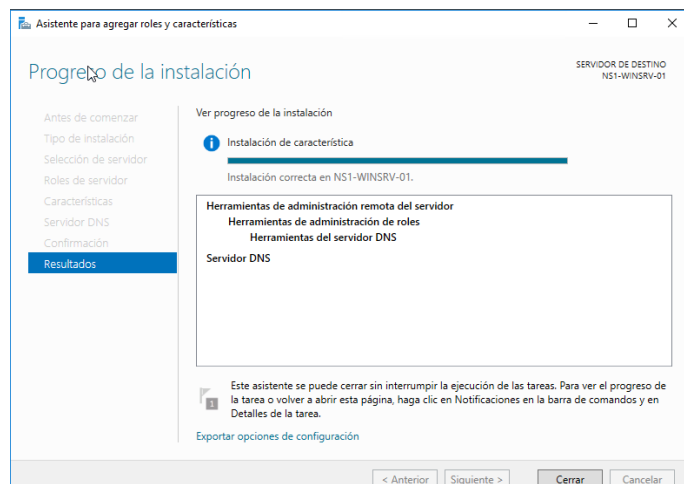 Asistente para agregar roles y características
Progreso de la instalación
SERVIDOR DE DESTINO
NS1-WINSRV-01
Antes de comenzar
Tipo de instalación
Selección de servidor
Roles de servidor
Características
Servidor DNS
Confirmación
Resultados
Ver progreso de la instalación
Instalación de característica
Instalación correcta en NS1-WINSRV-01.
Herramientas de administración remota del servidor
Herramientas de administración de roles
Herramientas del servidor DNS
Servidor DNS
1
Este asistente se puede cerrar sin interrumpir la ejecución de las tareas. Para ver el progreso de
la tarea o volver a abrir esta página, haga clic en Notificaciones en la barra de comandos y en
Detalles de la tarea.
Exportar opciones de configuración
< Anterior
Siguiente >
Cerrar
Cancelar